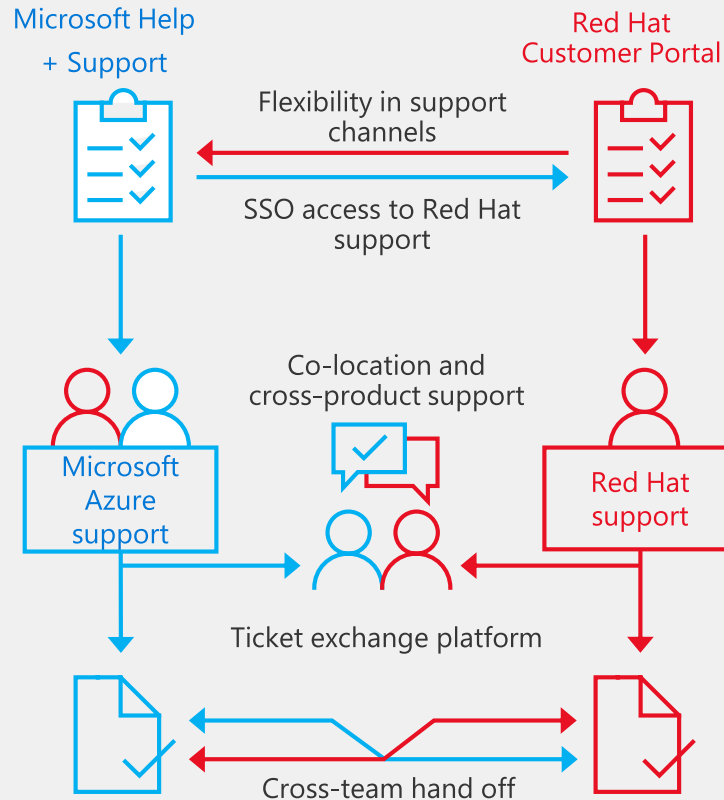 Microsoft Help
+ Support
Red Hat
Customer Portal
Flexibility in support
channels
SSO access to Red Hat
support
Co-location and
cross-product support
Microsoft
Azure
support
Red Hat
support
Ticket exchange platform
Cross-team hand off